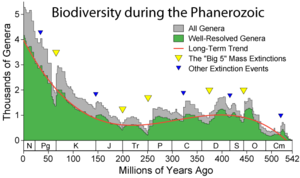 Biodiversity during the Phanerozoic
All Genera
Well-Resolved Genera
Long-Term Trend
The "Big 5" Mass Extinctions
Other Extinction Events
Thousands of Genera
5
4
3
2
1
0
N Pg K J Tr P C D S O Cm
0 50 100 150 200 250 300 350 400 450 500 542
Millions of Years Ago